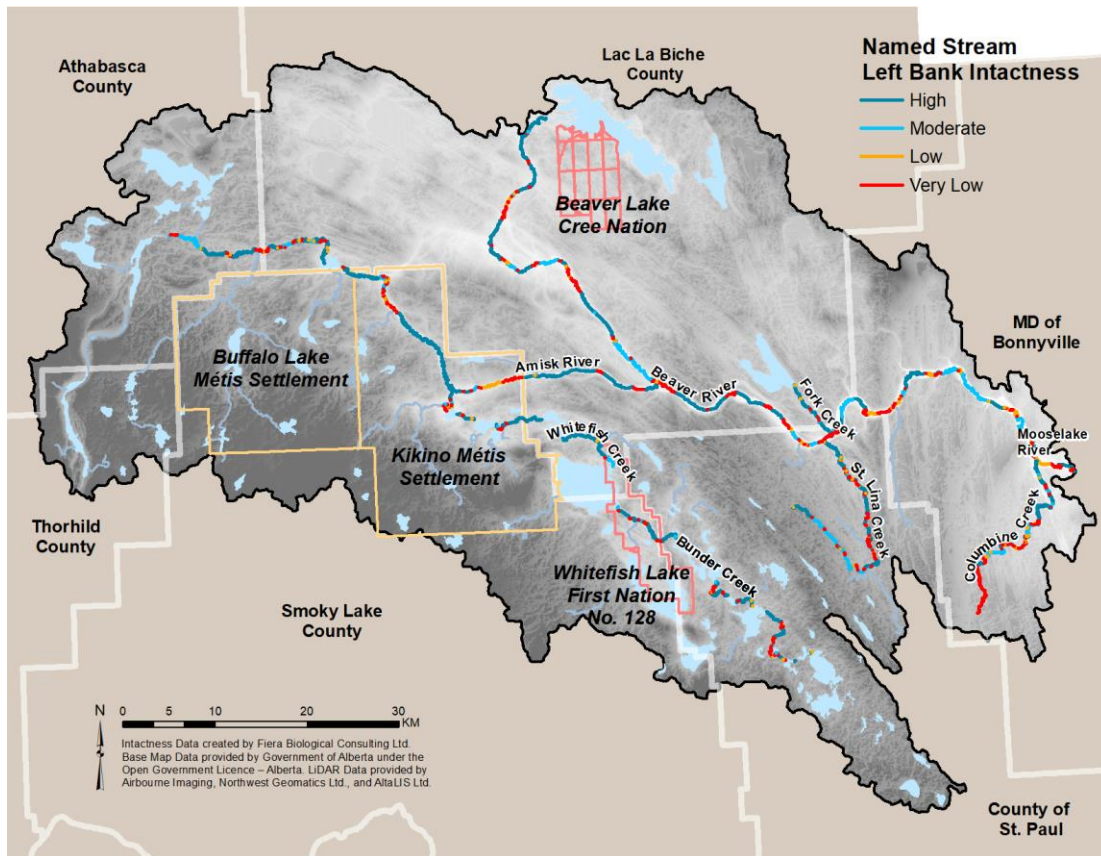 Athabasca
County
Lac La Biche
County
Named Stream
Left Bank Intactness
High
Moderate
Low
Very Low
Beaver Lake
Cree Nation
MD of
Bonnyville
Buffalo Lake
Métis Settlement
Amisk River
Beaver River
Fork Creek
Mooselake
River
Whitefish Creek
St. Lina Creek
Kikino Métis
Settlement
Columbine Creek
Thorhild
County
Bunder Creek
Whitefish Lake
First Nation
No. 128
Smoky Lake
County
N
0 5 10 20 30
KM
Intactness Data created by Fiera Biological Consulting Ltd.
Base Map Data provided by Government of Alberta under the
Open Government Licence – Alberta. LiDAR Data provided by
Airbourne Imaging, Northwest Geomatics Ltd., and AltaLIS Ltd.
County of
St. Paul